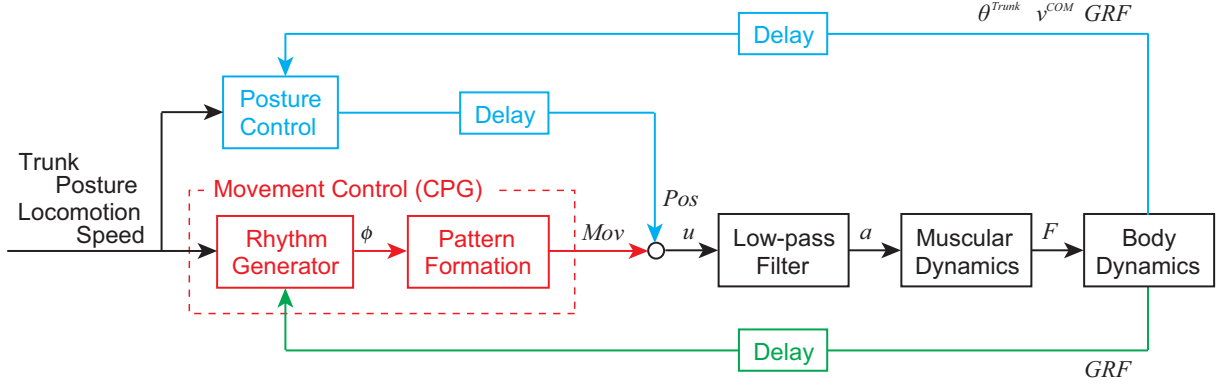 θ^Trunk v^COM GRF
Delay
Posture
Control
Delay
Trunk
Posture
Locomotion
Speed
Movement Control (CPG)
Pos
Rhythm
Generator
ϕ
Pattern
Formation
Mov
u
Low-pass
Filter
a
Muscular
Dynamics
F
Body
Dynamics
Delay
GRF